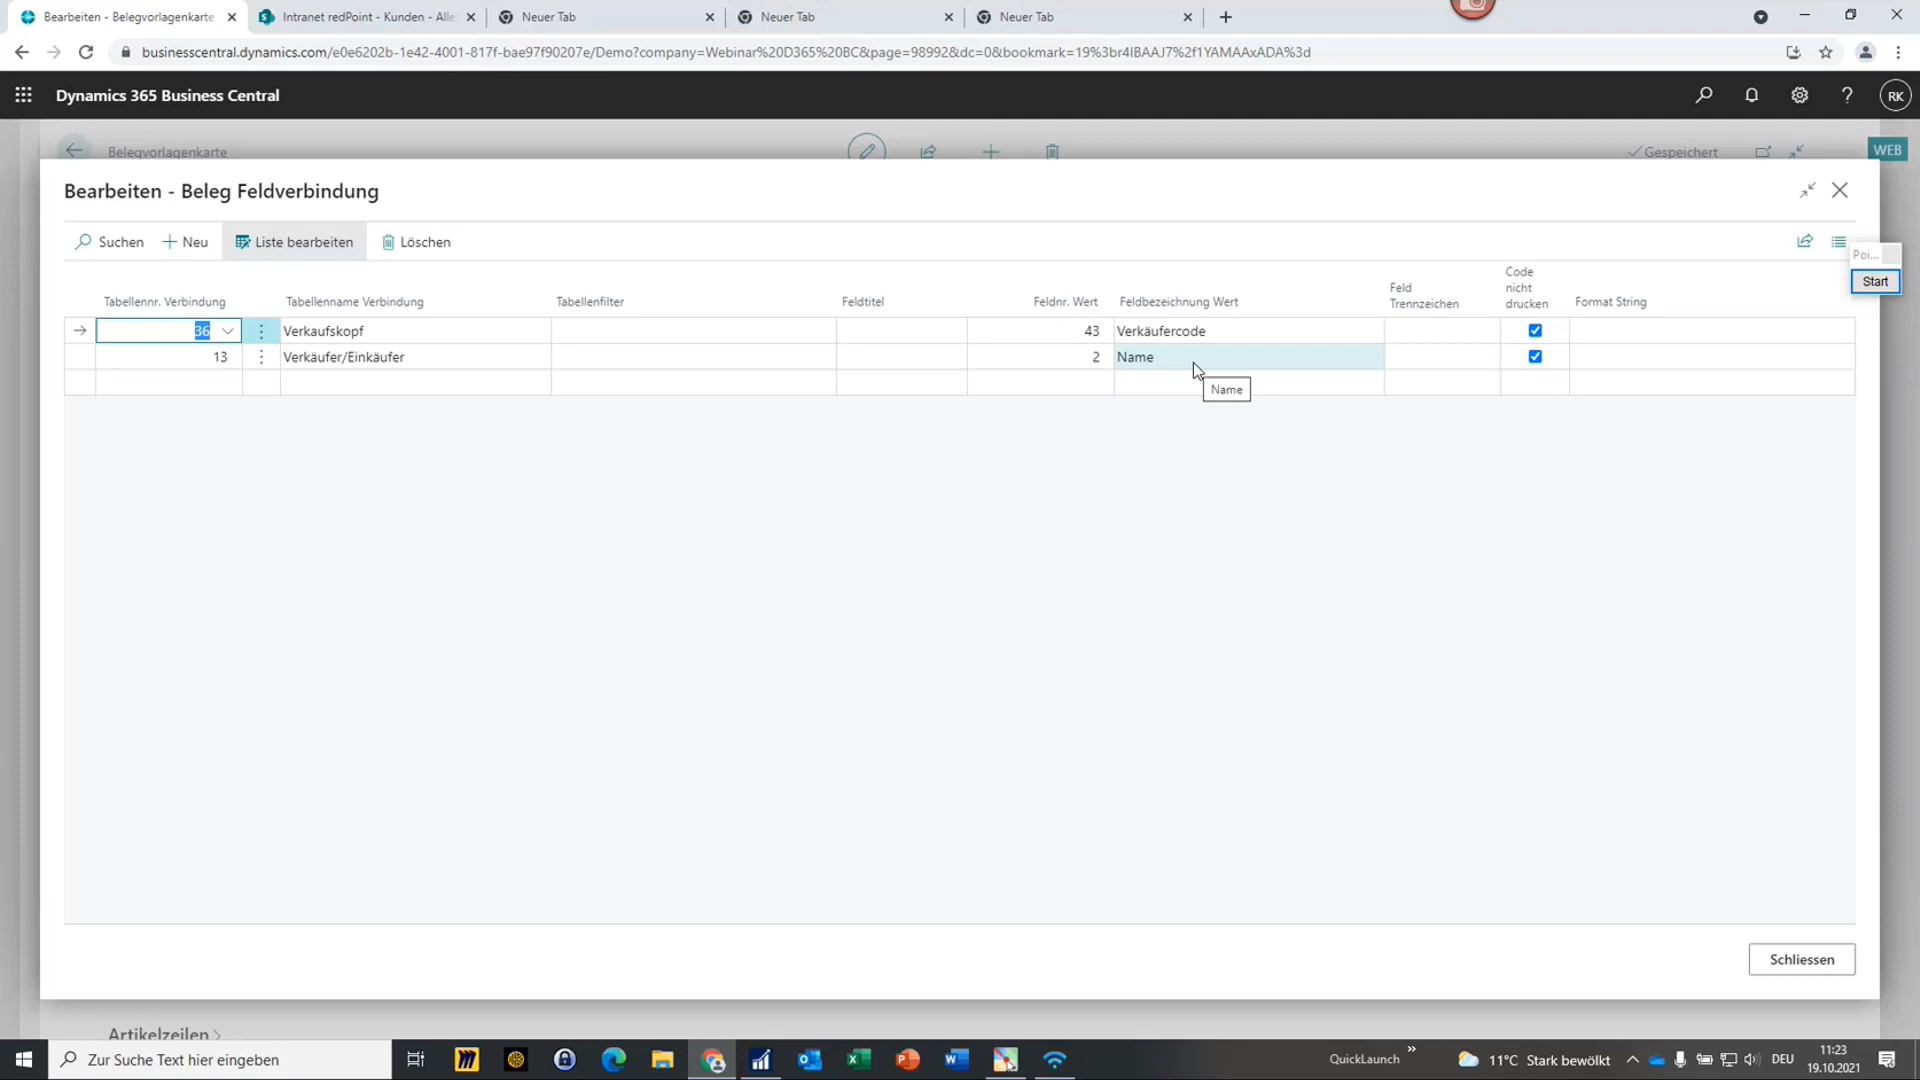 Bearbeiten - Belegvorlagenkarte
Intranet redPoint - Kunden - Alle
Neuer Tab
Neuer Tab
Neuer Tab
businesscentral.dynamics.com/e0e6202b-1e42-4001-817f-bae97f90207e/Demo?company=Webinar%20D365%20BC&page=98992&dc=0&bookmark=19%3br4IBAAJ7%2f1YAMAAxADA%3d
Dynamics 365 Business Central
RK
Belegvorlagenkarte
Gespeichert
WEB
Bearbeiten - Beleg Feldverbindung
Suchen
Neu
Liste bearbeiten
Löschen
Poi...
Start
Tabellennr. Verbindung
Tabellenname Verbindung
Tabellenfilter
Feldtitel
Feldnr. Wert
Feldbezeichnung Wert
Feld
Trennzeichen
Code
nicht
drucken
Format String
36
Verkaufskopf
43
Verkäufercode
13
Verkäufer/Einkäufer
2
Name
Name
Schliessen
Artikelzeilen
Zur Suche Text hier eingeben
QuickLaunch
11°C Stark bewölkt
DEU
11:23
19.10.2021